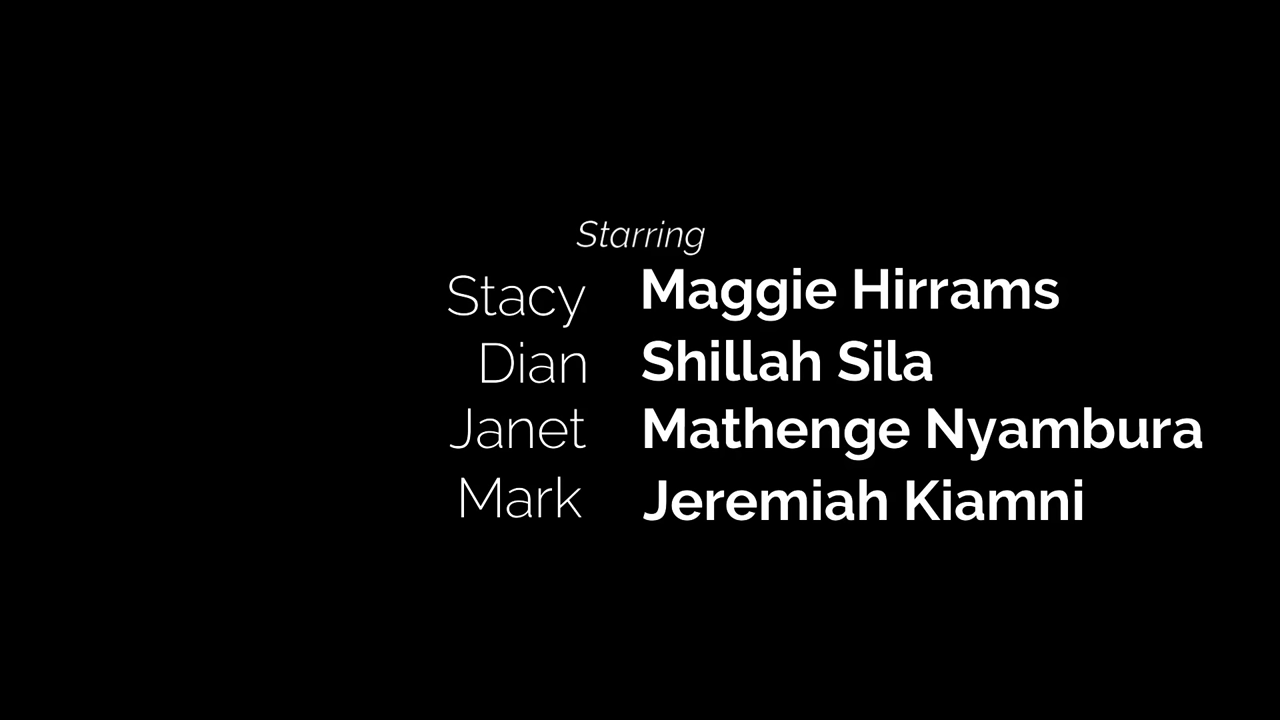 Starring
Stacy Maggie Hirrams
Dian Shillah Sila
Janet Mathenge Nyambura
Mark Jeremiah Kiamni